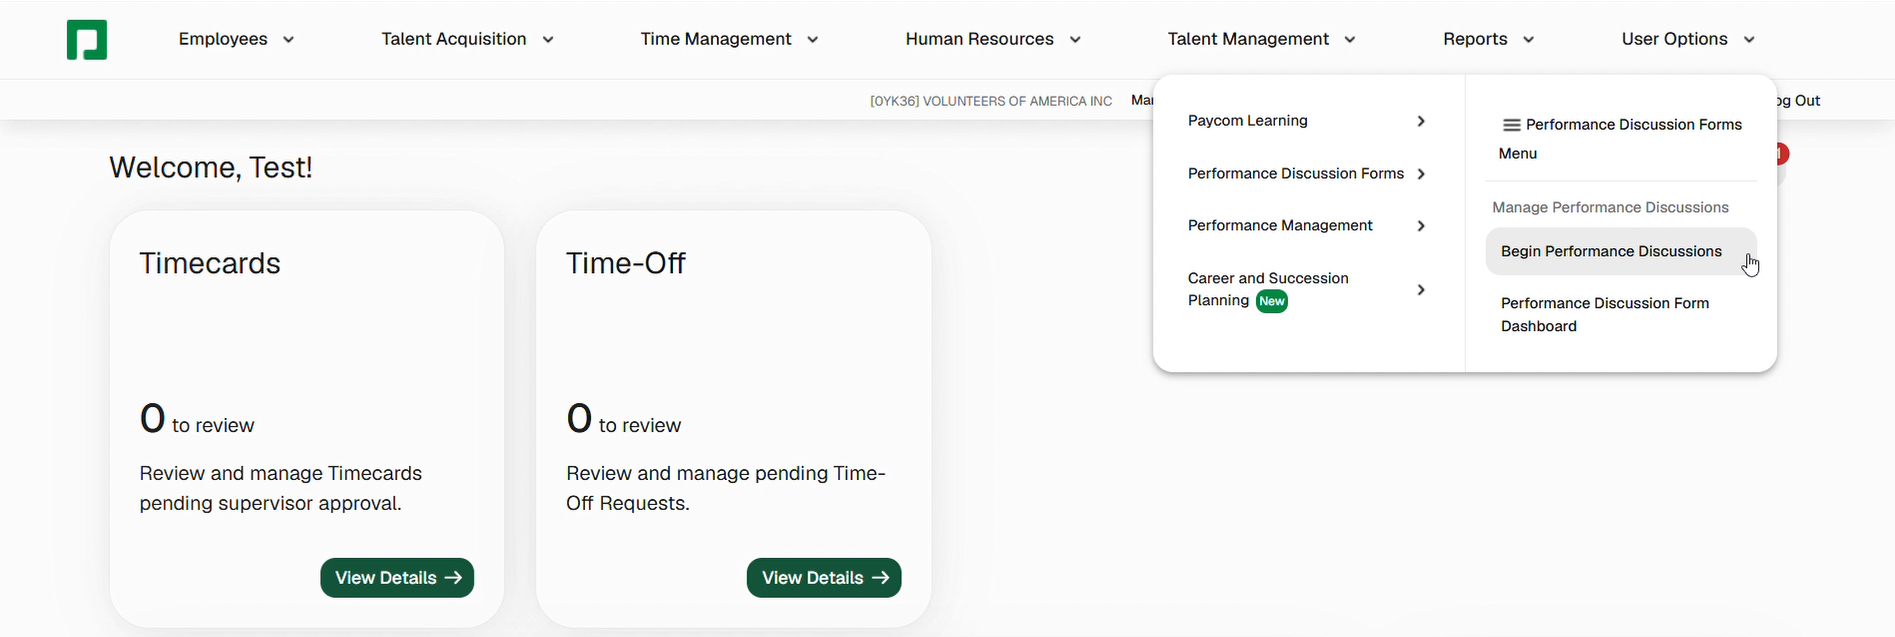 Employees
Talent Acquisition
Time Management
Human Resources
Talent Management
Reports
User Options
[0YK36] VOLUNTEERS OF AMERICA INC
Out
Welcome, Test!
Timecards
0 to review
Review and manage Timecards
pending supervisor approval.
View Details →
Time-Off
0 to review
Review and manage pending Time-
Off Requests.
View Details →
Paycom Learning
Performance Discussion Forms
Performance Management
Career and Succession
Planning New
Performance Discussion Forms
Menu
Manage Performance Discussions
Begin Performance Discussions
Performance Discussion Form
Dashboard